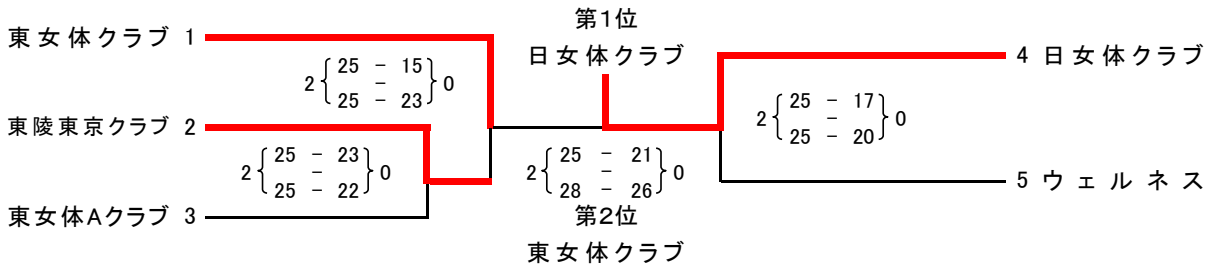 第1位
日女体クラブ
東女体クラブ 1
2 { 25 - 15 } 0
-
25 - 23
東陵東京クラブ 2
2 { 25 - 23 } 0
-
25 - 22
東女体Aクラブ 3
2 { 25 - 21 } 0
-
28 - 26
第2位
東女体クラブ
4 日女体クラブ
2 { 25 - 17 } 0
-
25 - 20
5 ウェルネス